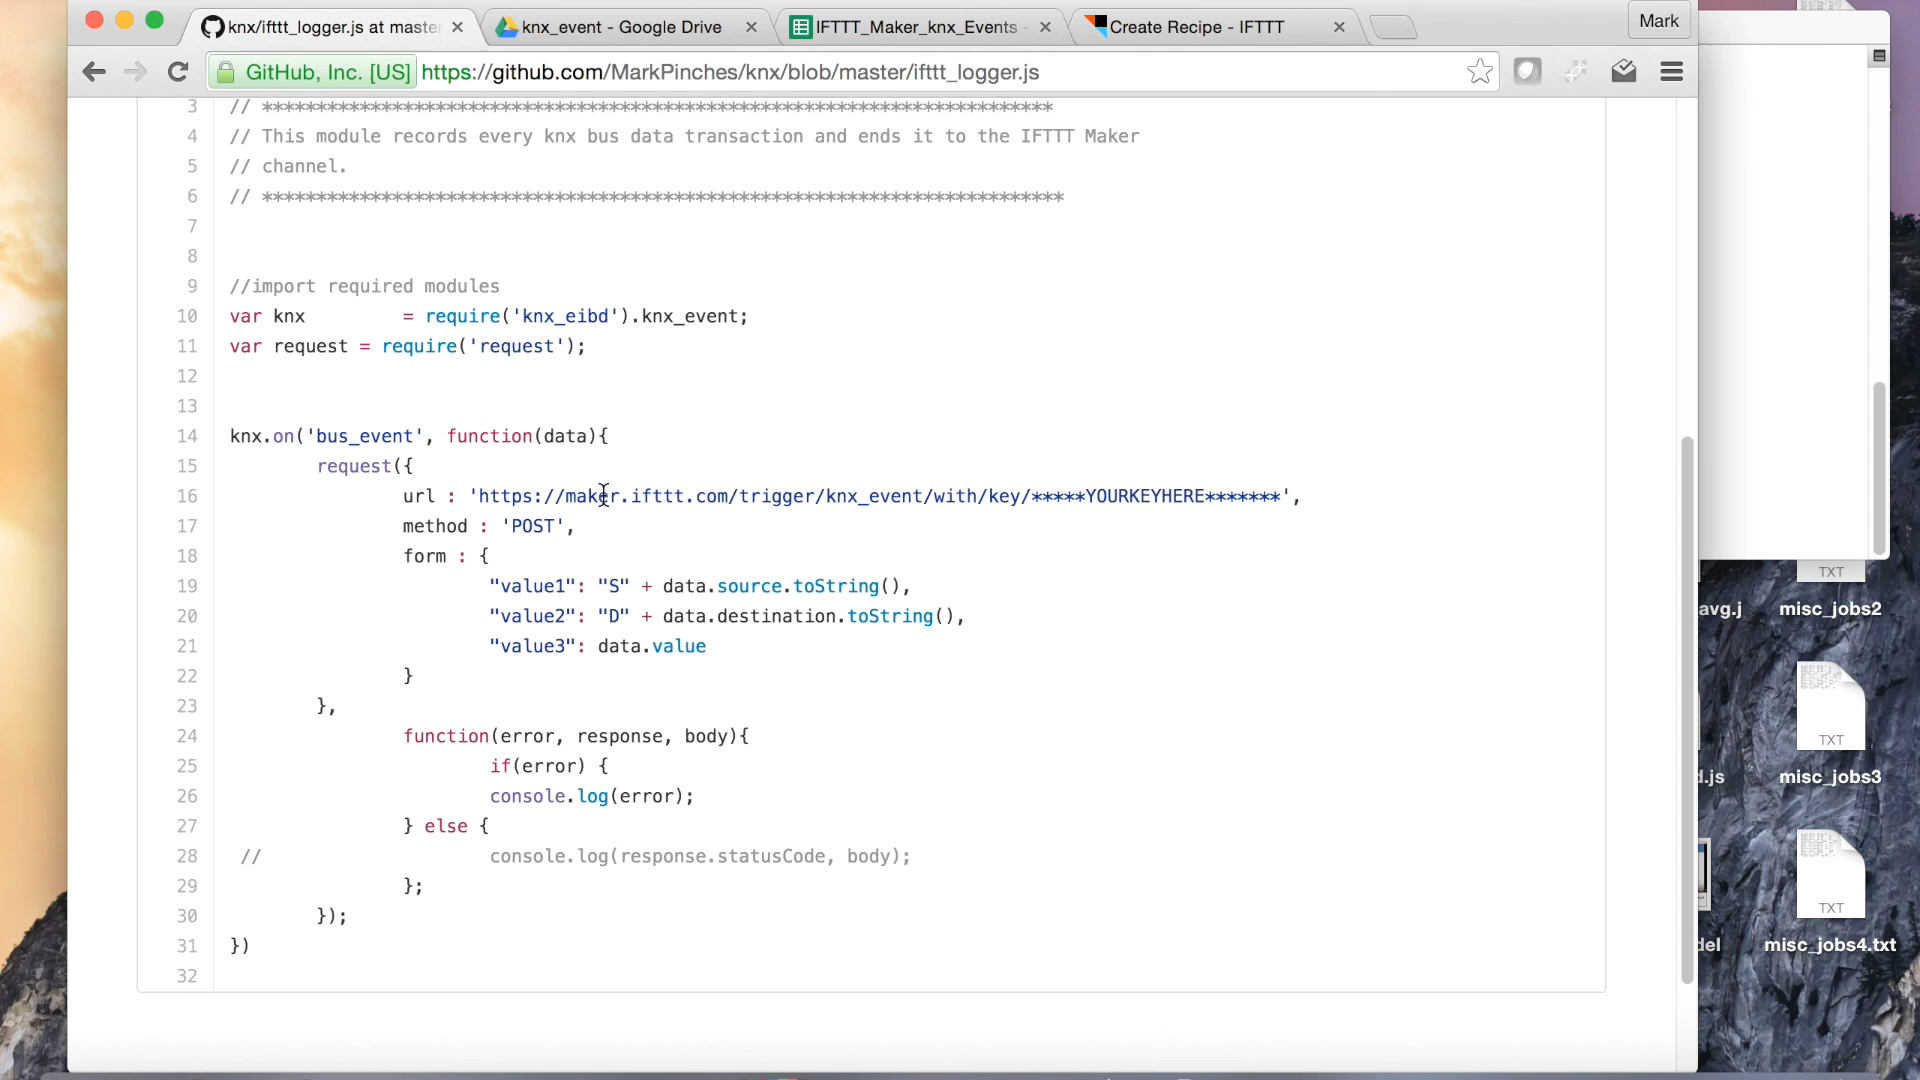 knx/ifttt_logger.js at master
knx_event - Google Drive
IFTTT_Maker_knx_Events -
Create Recipe - IFTTT
Mark
GitHub, Inc. [US] https://github.com/MarkPinches/knx/blob/master/ifttt_logger.js
3 // *************************************************************************
4 // This module records every knx bus data transaction and ends it to the IFTTT Maker
5 // channel.
6 // **************************************************************************
7
8
9 //import required modules
10 var knx         = require('knx_eibd').knx_event;
11 var request = require('request');
12
13
14 knx.on('bus_event', function(data){
15         request({
16                 url : 'https://maker.ifttt.com/trigger/knx_event/with/key/*****YOURKEYHERE*******',
17                 method : 'POST',
18                 form : {
19                         "value1": "S" + data.source.toString(),
20                         "value2": "D" + data.destination.toString(),
21                         "value3": data.value
22                 }
23         },
24                 function(error, response, body){
25                         if(error) {
26                         console.log(error);
27                 } else {
28 //                      console.log(response.statusCode, body);
29                 };
30         });
31 })
32
TXT
avg.j
misc_jobs2
TXT
d.js
misc_jobs3
TXT
del
misc_jobs4.txt